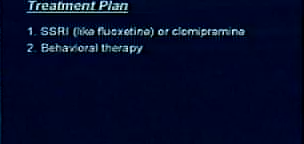 Treatment Plan
1. SSRI (like fluoxetine) or clomipramine
2. Behavioral therapy